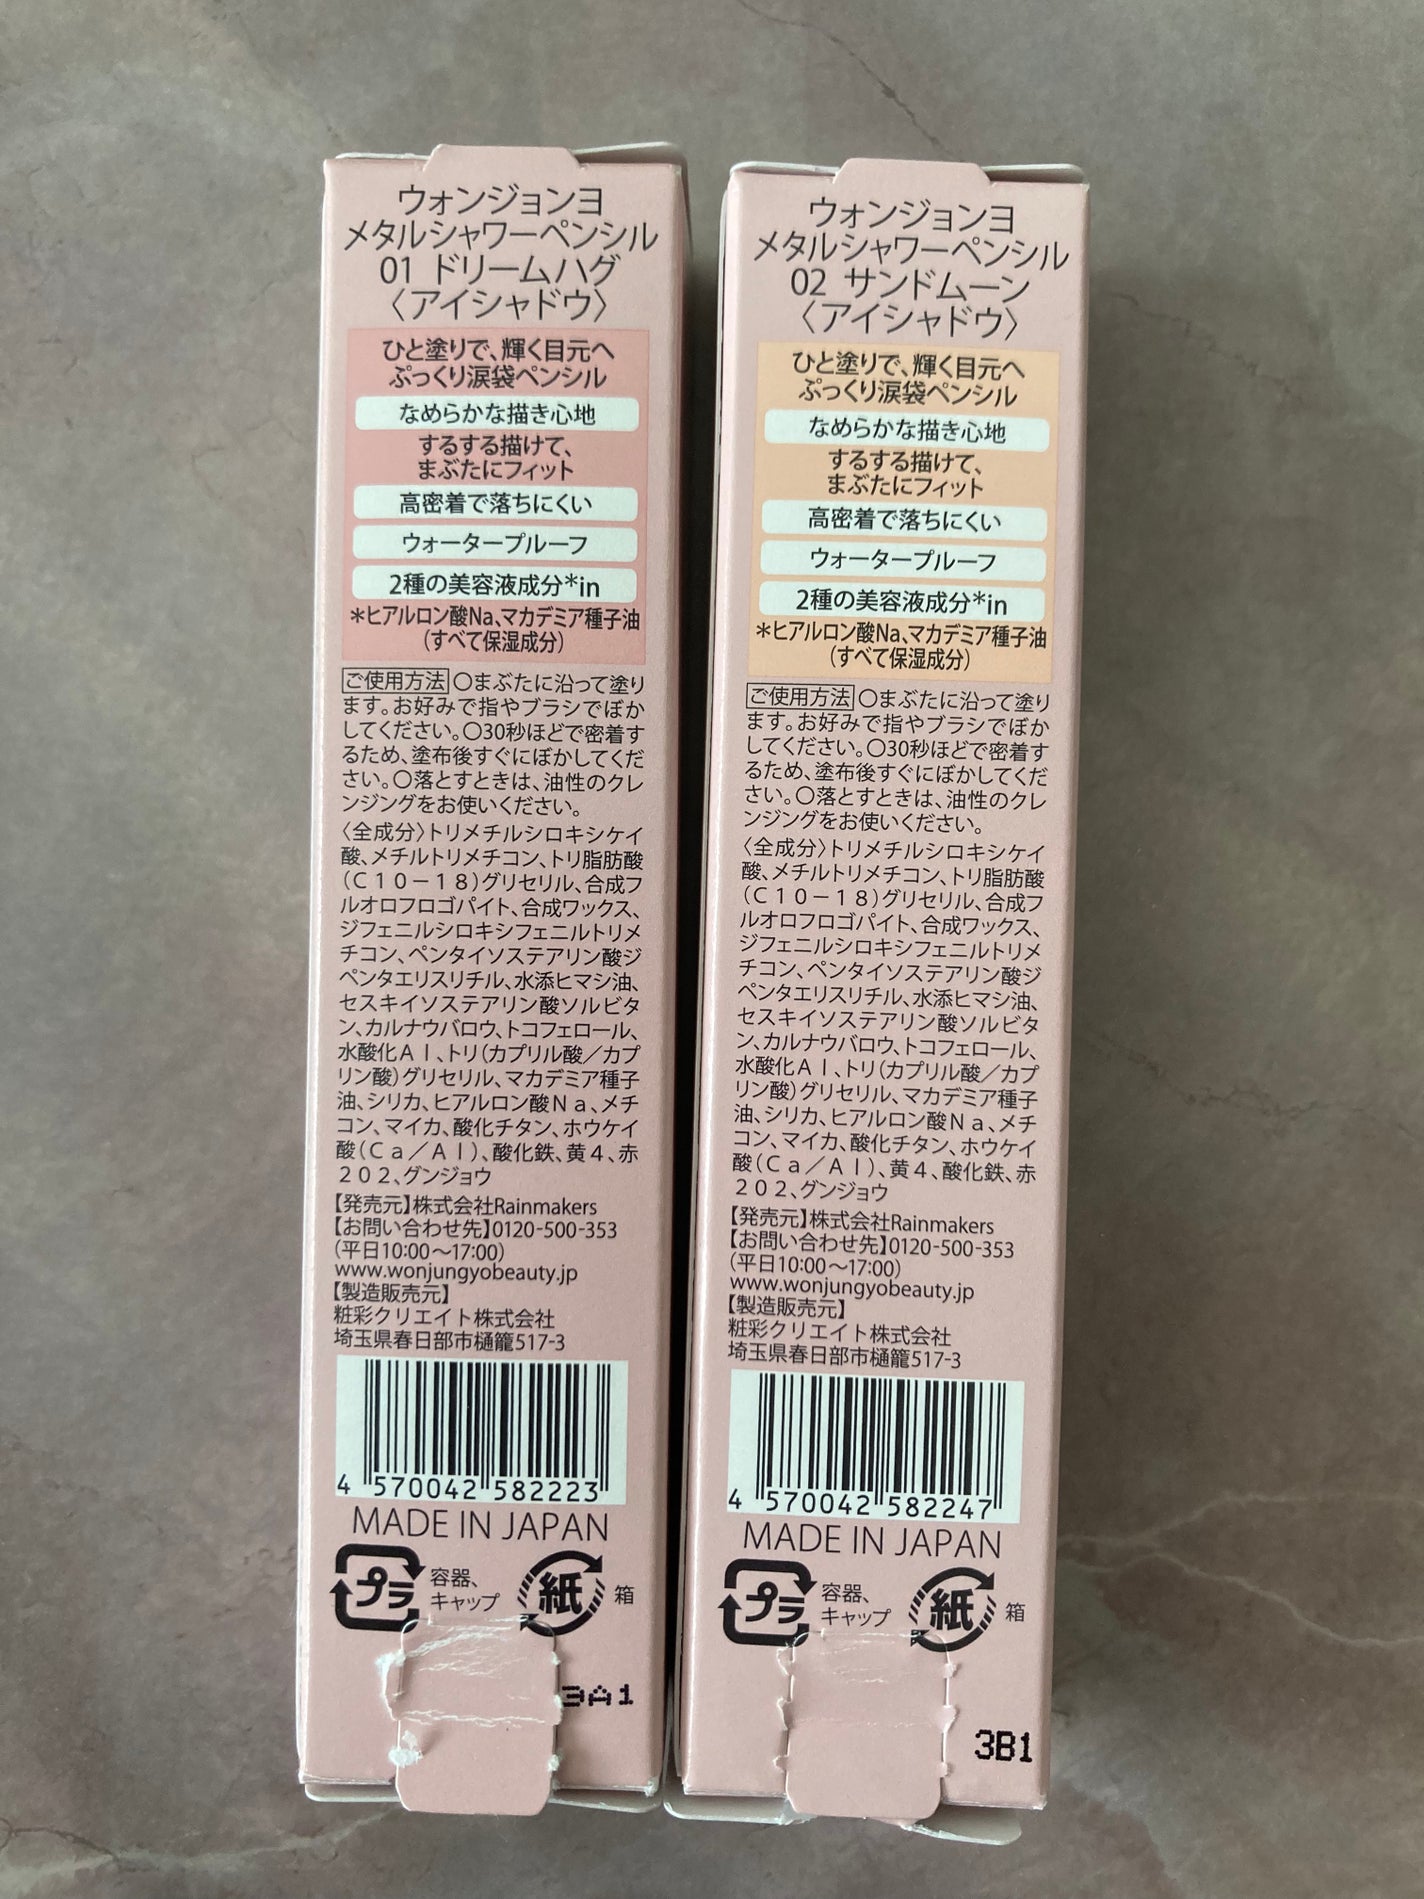 ウォンジョンヨ
メタルシャワーペンシル
01 ドリームハグ
〈アイシャドウ〉
ひと塗りで、輝く目元へ
ぷっくり涙袋ペンシル
なめらかな描き心地
するする描けて、
まぶたにフィット
高密着で落ちにくい
ウォータープルーフ
2種の美容液成分*in
*ヒアルロン酸Na、マカデミア種子油
(すべて保湿成分)
ご使用方法 〇まぶたに沿って塗り
ます。お好みで指やブラシでぼか
してください。〇30秒ほどで密着す
るため、塗布後すぐにぼかしてくだ
さい。〇落とすときは、油性のクレ
ンジングをお使いください。
〈全成分〉トリメチルシロキシケイ
酸、メチルトリメチコン、トリ脂肪酸
(C10-18)グリセリル、合成フ
ルオロフロゴパイト、合成ワックス、
ジフェニルシロキシフェニルトリメ
チコン、ペンタイソステアリン酸ジ
ペンタエリスリチル、水添ヒマシ油、
セスキイソステアリン酸ソルビタ
ン、カルナウバロウ、トコフェロール、
水酸化Al、トリ(カプリル酸/カプ
リン酸)グリセリル、マカデミア種子
油、シリカ、ヒアルロン酸Na、メチ
コン、マイカ、酸化チタン、ホウケイ
酸(Ca/Al)、酸化鉄、黄4、赤
202、グンジョウ
【発売元】株式会社Rainmakers
【お問い合わせ先】0120-500-353
(平日10:00〜17:00)
www.wonjungyobeauty.jp
【製造販売元】
粧彩クリエイト株式会社
埼玉県春日部市樋籠517-3
4 570042 582223
MADE IN JAPAN
プラ 容器、
キャップ
紙 箱
3A1
ウォンジョンヨ
メタルシャワーペンシル
02 サンドムーン
〈アイシャドウ〉
ひと塗りで、輝く目元へ
ぷっくり涙袋ペンシル
なめらかな描き心地
するする描けて、
まぶたにフィット
高密着で落ちにくい
ウォータープルーフ
2種の美容液成分*in
*ヒアルロン酸Na、マカデミア種子油
(すべて保湿成分)
ご使用方法 〇まぶたに沿って塗り
ます。お好みで指やブラシでぼか
してください。〇30秒ほどで密着す
るため、塗布後すぐにぼかしてくだ
さい。〇落とすときは、油性のクレ
ンジングをお使いください。
〈全成分〉トリメチルシロキシケイ
酸、メチルトリメチコン、トリ脂肪酸
(C10-18)グリセリル、合成フ
ルオロフロゴパイト、合成ワックス、
ジフェニルシロキシフェニルトリメ
チコン、ペンタイソステアリン酸ジ
ペンタエリスリチル、水添ヒマシ油、
セスキイソステアリン酸ソルビタ
ン、カルナウバロウ、トコフェロール、
水酸化Al、トリ(カプリル酸/カプ
リン酸)グリセリル、マカデミア種子
油、シリカ、ヒアルロン酸Na、メチ
コン、マイカ、酸化チタン、ホウケイ
酸(Ca/Al)、黄4、酸化鉄、赤
202、グンジョウ
【発売元】株式会社Rainmakers
【お問い合わせ先】0120-500-353
(平日10:00〜17:00)
www.wonjungyobeauty.jp
【製造販売元】
粧彩クリエイト株式会社
埼玉県春日部市樋籠517-3
4 570042 582247
MADE IN JAPAN
プラ 容器、
キャップ
紙 箱
3B1